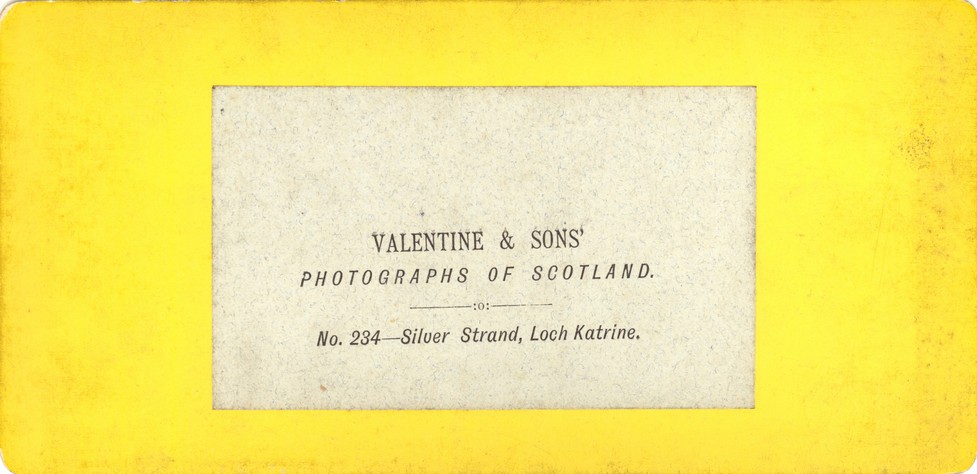 VALENTINE & SONS'
PHOTOGRAPHS OF SCOTLAND.
:o:
No. 234—Silver Strand, Loch Katrine.